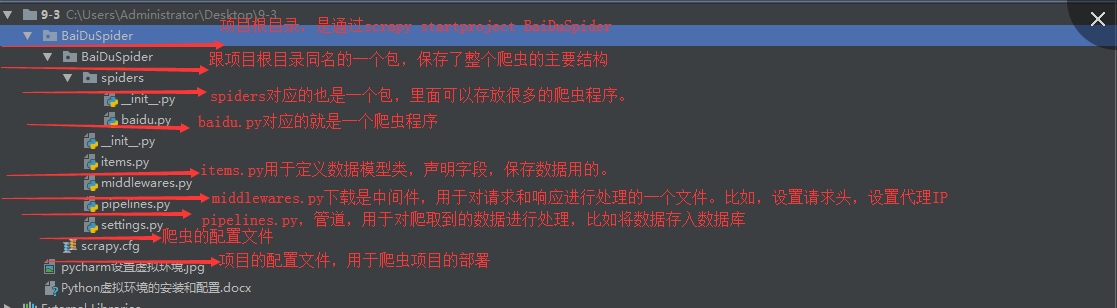 9-3 C:\Users\Administrator\Desktop\9-3
项目根目录，是通过scrapy startproject BaiDuSpider
BaiDuSpider
BaiDuSpider
跟项目根目录同名的一个包，保存了整个爬虫的主要结构
spiders
spiders对应的也是一个包，里面可以存放很多的爬虫程序。
__init__.py
baidu.py
baidu.py对应的就是一个爬虫程序
__init__.py
items.py
items.py用于定义数据模型类，声明字段，保存数据用的。
middlewares.py
middlewares.py下载是中间件，用于对请求和响应进行处理的一个文件。比如，设置请求头，设置代理IP
pipelines.py
pipelines.py，管道，用于对爬取到的数据进行处理，比如将数据存入数据库
settings.py
爬虫的配置文件
scrapy.cfg
项目的配置文件，用于爬虫项目的部署
pycharm设置虚拟环境.jpg
Python虚拟环境的安装和配置.docx
External Libraries